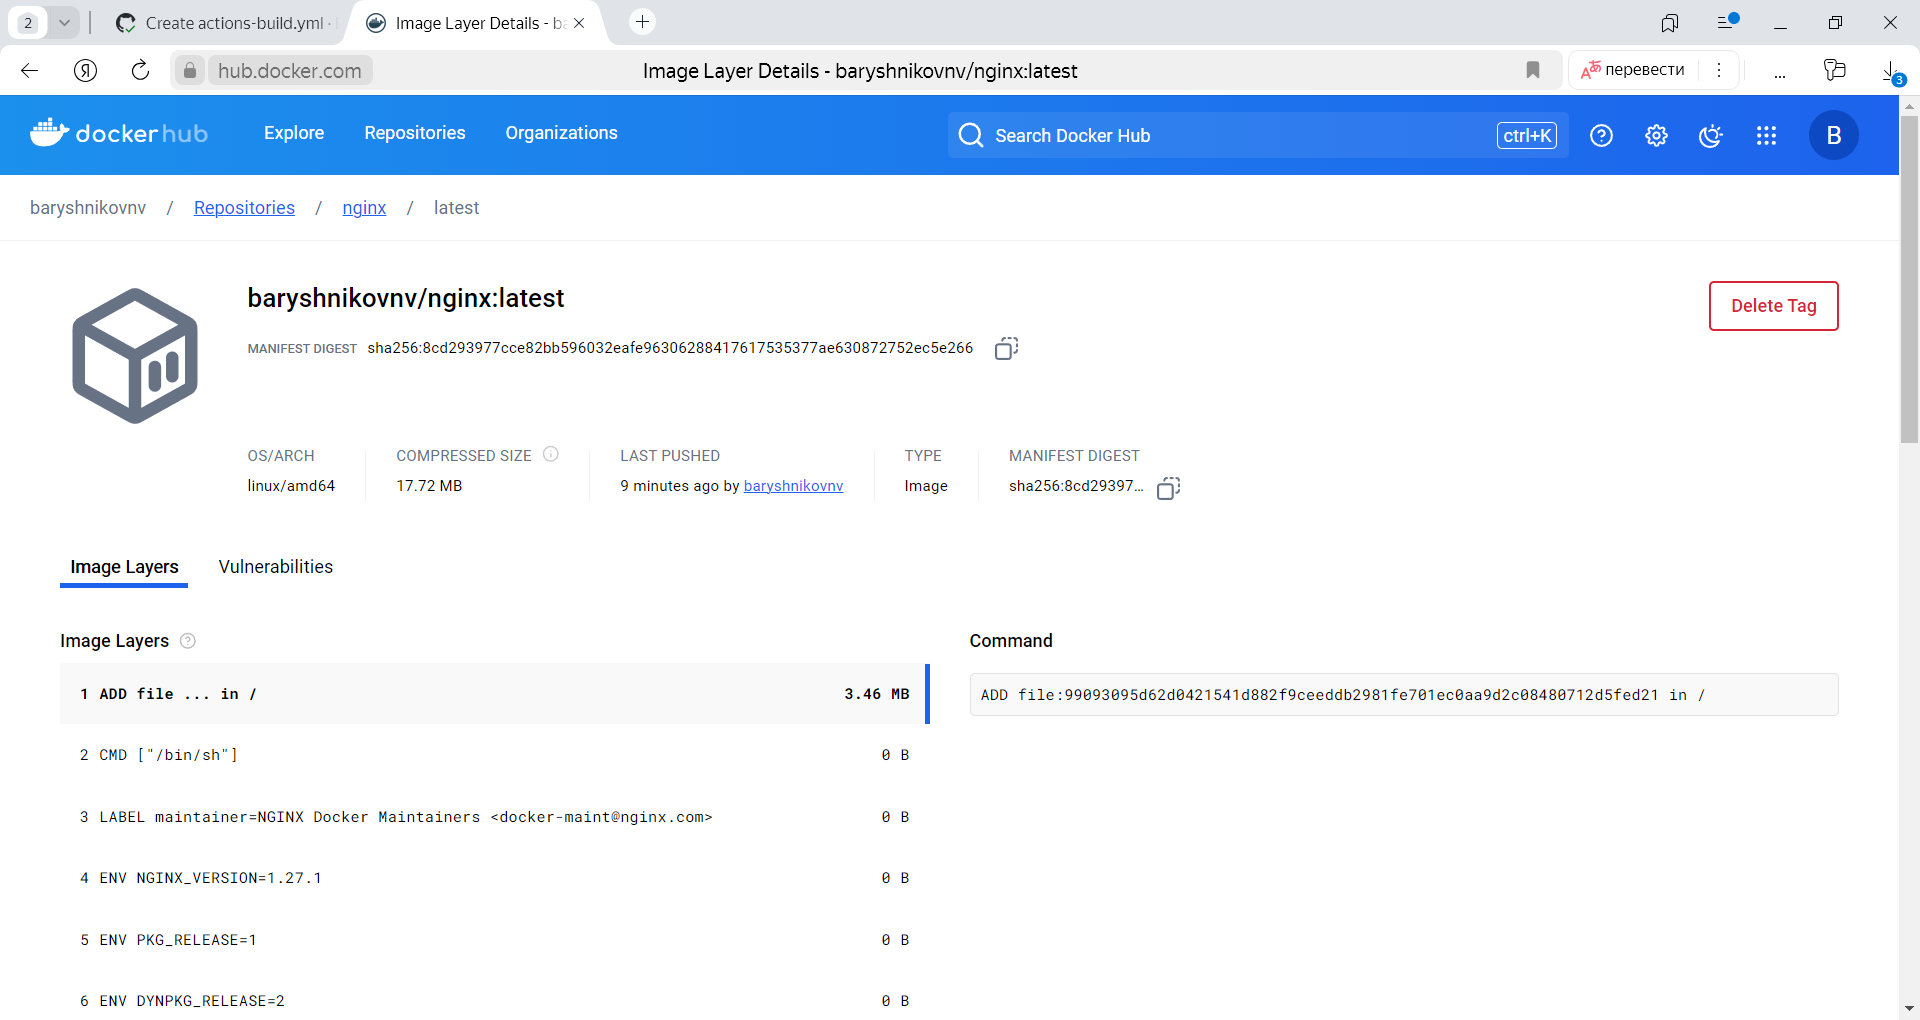 2
Create actions-build.yml ·
Image Layer Details - ba
Я
hub.docker.com
Image Layer Details - baryshnikovnv/nginx:latest
перевести
...
3
docker hub
Explore
Repositories
Organizations
Search Docker Hub
ctrl+K
B
baryshnikovnv / Repositories / nginx / latest
baryshnikovnv/nginx:latest
Delete Tag
MANIFEST DIGEST sha256:8cd293977cce82bb596032eafe96306288417617535377ae630872752ec5e266
OS/ARCH
linux/amd64
COMPRESSED SIZE
17.72 MB
LAST PUSHED
9 minutes ago by baryshnikovnv
TYPE
Image
MANIFEST DIGEST
sha256:8cd29397...
Image Layers
Vulnerabilities
Image Layers
1 ADD file ... in / 3.46 MB
2 CMD ["/bin/sh"] 0 B
3 LABEL maintainer=NGINX Docker Maintainers <docker-maint@nginx.com> 0 B
4 ENV NGINX_VERSION=1.27.1 0 B
5 ENV PKG_RELEASE=1 0 B
6 ENV DYNPKG_RELEASE=2 0 B
Command
ADD file:99093095d62d0421541d882f9ceeddb2981fe701ec0aa9d2c08480712d5fed21 in /